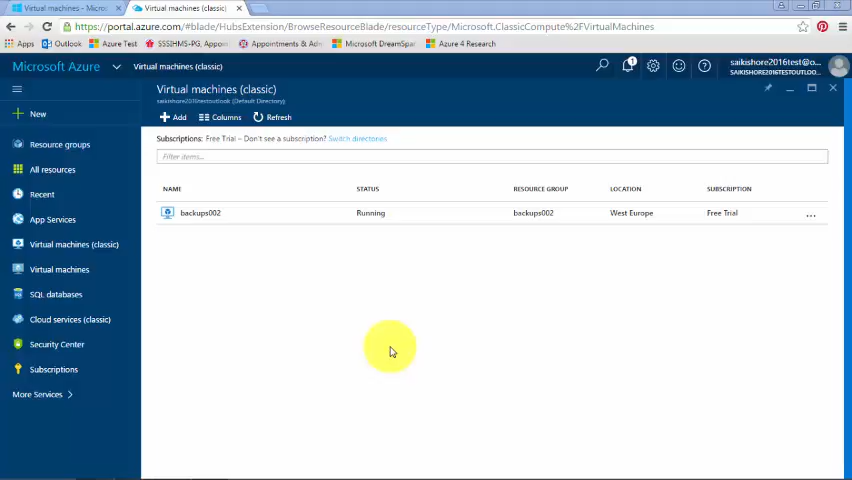 Virtual machines - Micro
Virtual machines (classic)
https://portal.azure.com/#blade/HubsExtension/BrowseResourceBlade/resourceType/Microsoft.ClassicCompute%2FVirtualMachines
Apps Outlook Azure Test SSSIHMS-PG, Appoin Appointments & Adm Microsoft DreamSpar Azure 4 Research
Microsoft Azure Virtual machines (classic) 1 saikishore2016test@o...
SAIKISHORE2016TESTOUTLOO...
Virtual machines (classic)
saikishore2016testoutlook (Default Directory)
Add Columns Refresh
Subscriptions: Free Trial – Don't see a subscription? Switch directories
Filter items...
NAME STATUS RESOURCE GROUP LOCATION SUBSCRIPTION
backups002 Running backups002 West Europe Free Trial ...
New
Resource groups
All resources
Recent
App Services
Virtual machines (classic)
Virtual machines
SQL databases
Cloud services (classic)
Security Center
Subscriptions
More Services